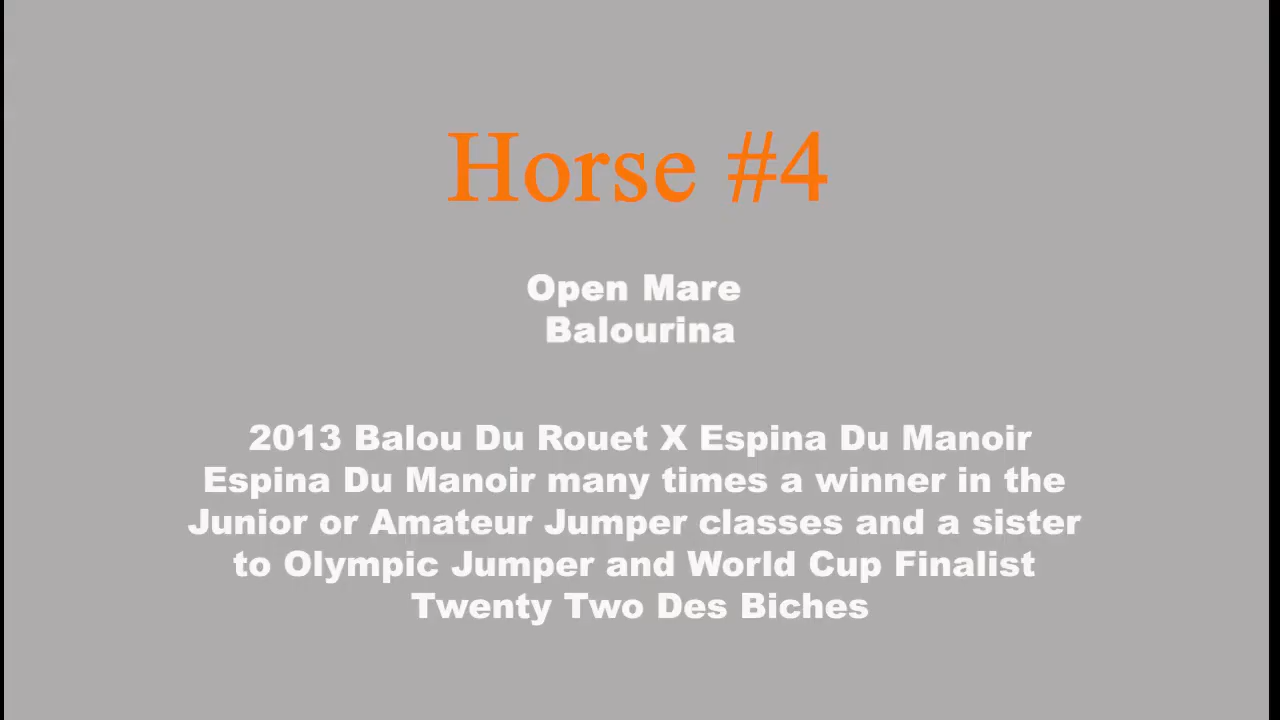 Horse #4
Open Mare
Balourina
2013 Balou Du Rouet X Espina Du Manoir
Espina Du Manoir many times a winner in the
Junior or Amateur Jumper classes and a sister
to Olympic Jumper and World Cup Finalist
Twenty Two Des Biches